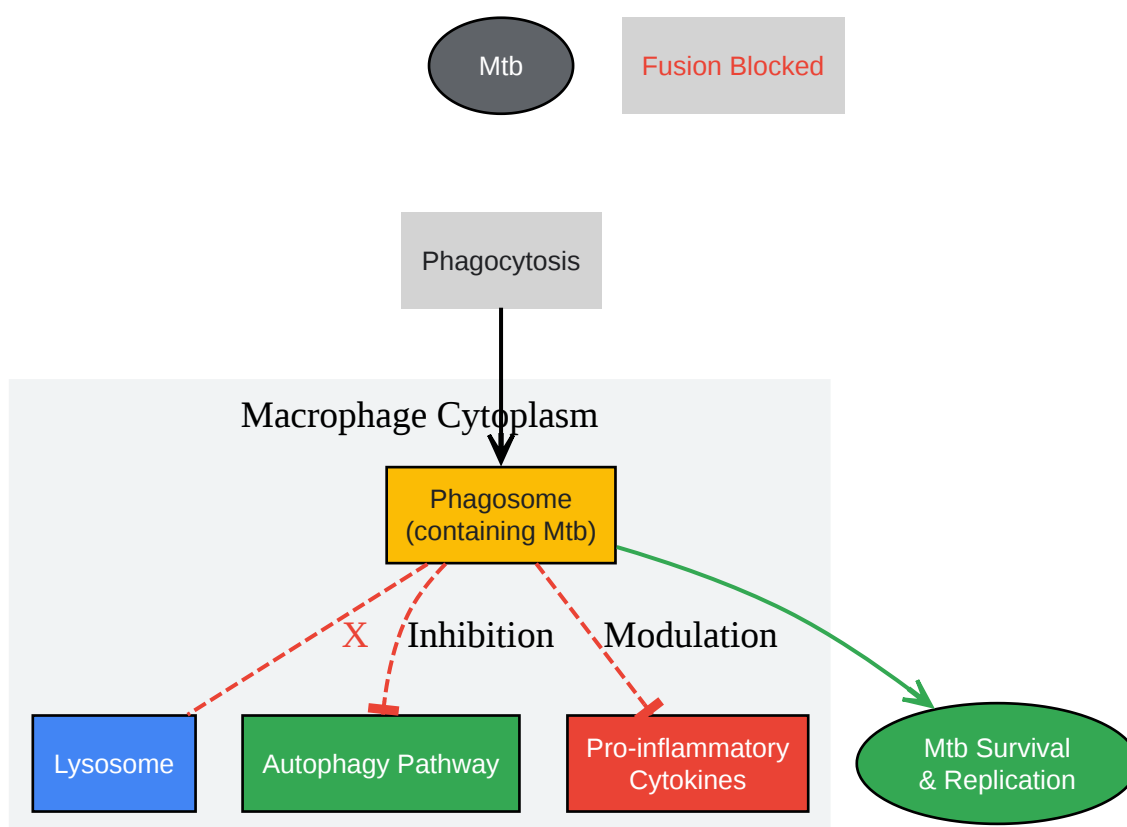 Mtb
Fusion Blocked
Phagocytosis
Macrophage Cytoplasm
Phagosome
(containing Mtb)
X
Inhibition
Modulation
Lysosome
Autophagy Pathway
Pro-inflammatory
Cytokines
Mtb Survival
& Replication